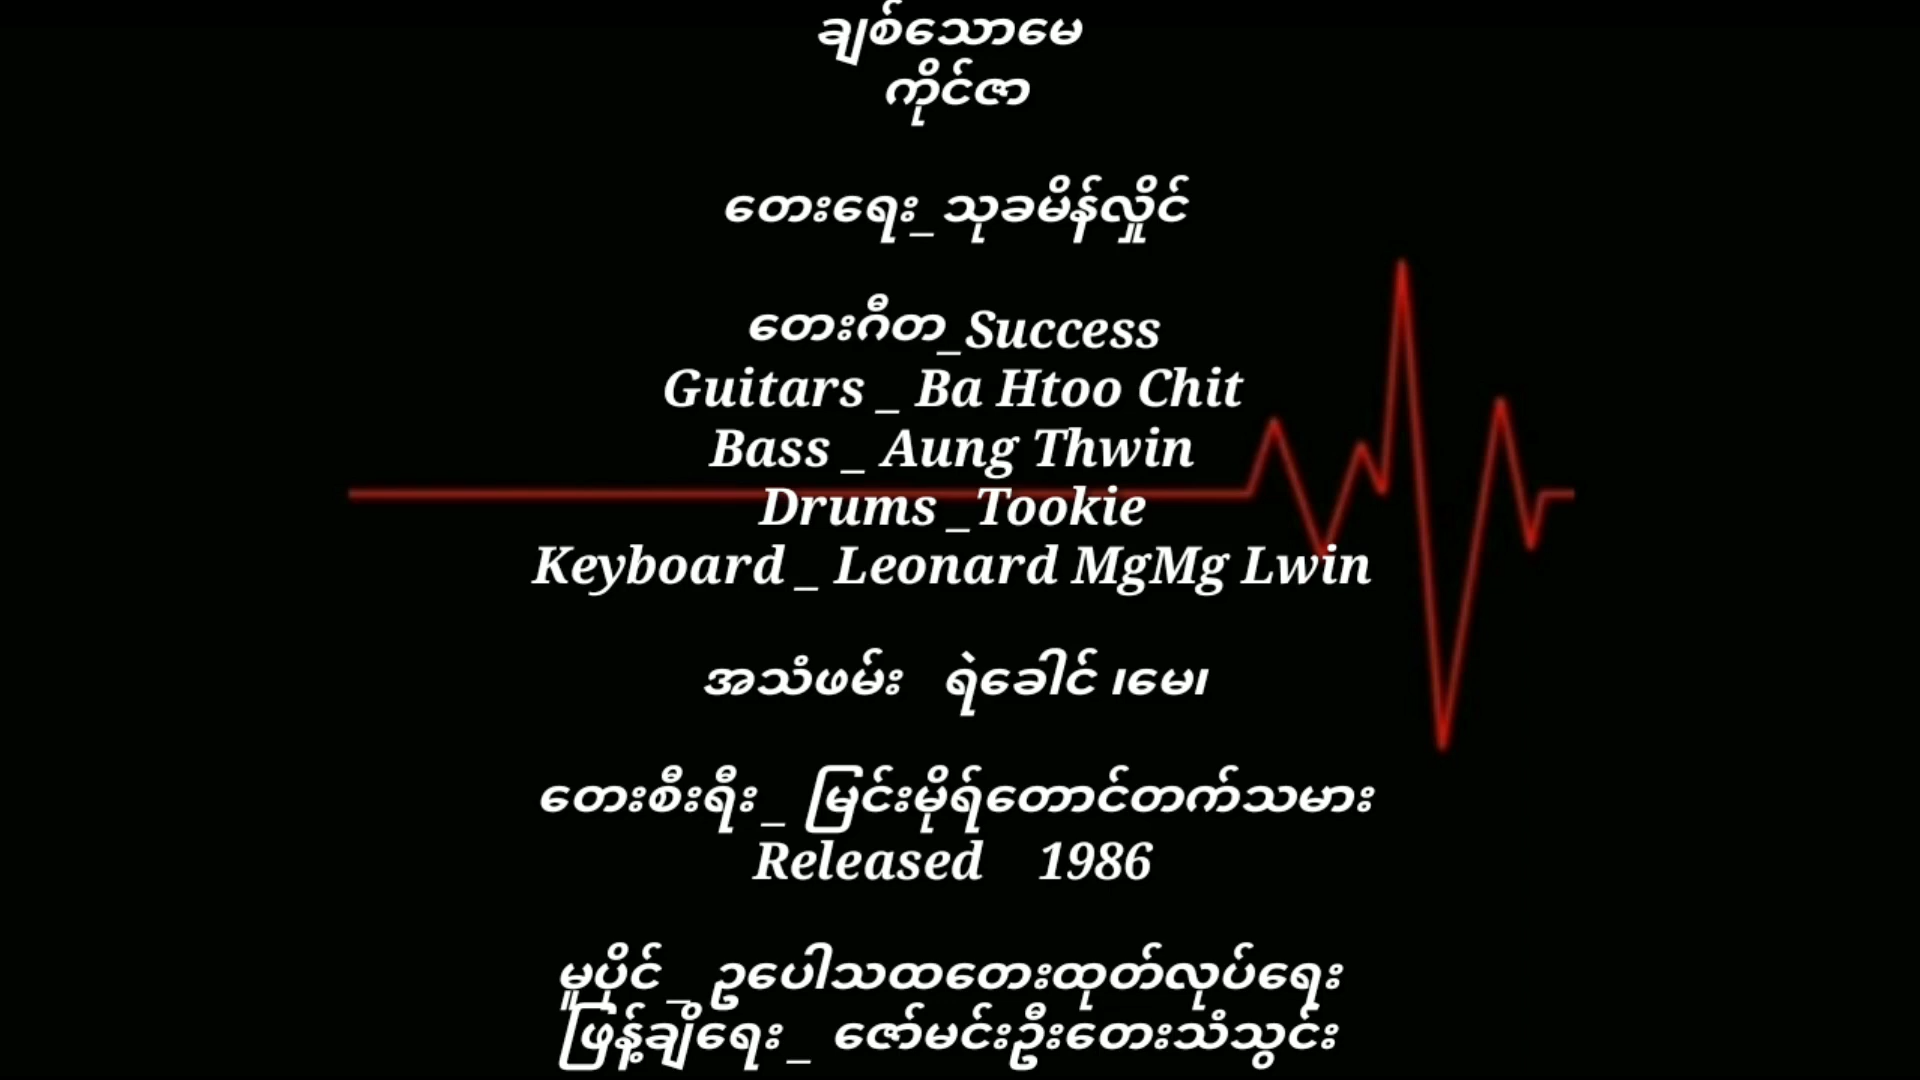 ချစ်သောမေ
ကိုင်ဇာ
တေးရေး_သုခမိန်လှိုင်
တေးဂီတ_Success
Guitars _ Ba Htoo Chit
Bass _ Aung Thwin
Drums _Tookie
Keyboard _ Leonard MgMg Lwin
အသံဖမ်း ရဲခေါင် ၊မေ၊
တေးစီးရီး_ မြင်းမိုရ်တောင်တက်သမား
Released 1986
မူပိုင်_ ဥပေါသထတေးထုတ်လုပ်ရေး
ဖြန့်ချိရေး_ ဇော်မင်းဦးတေးသံသွင်း